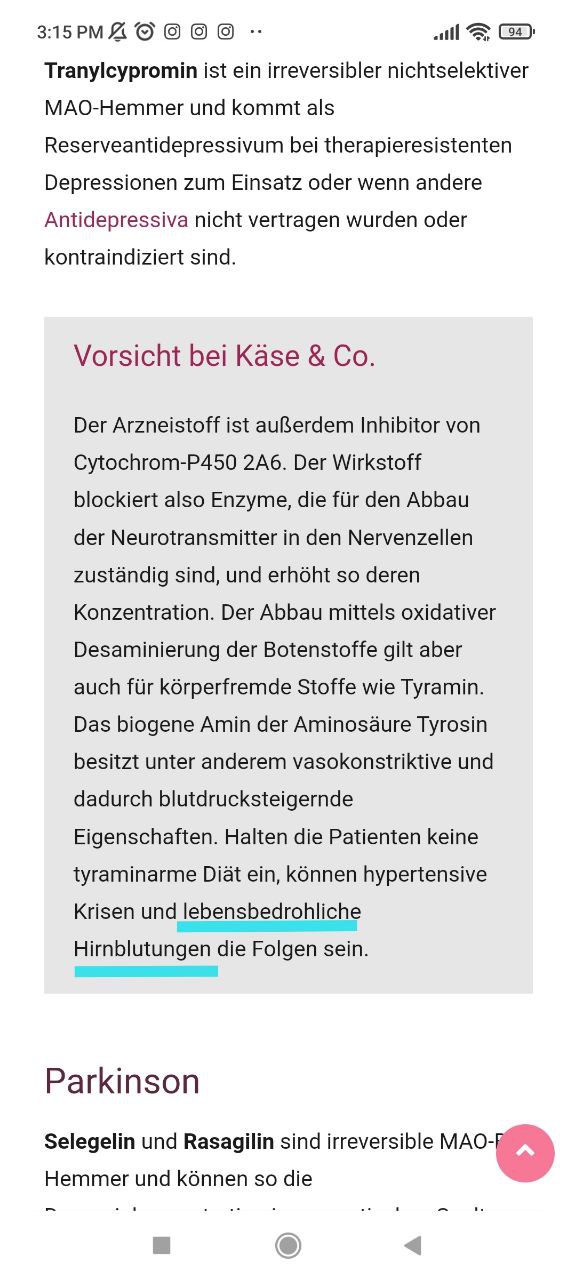 3:15 PM
94
Tranylcypromin ist ein irreversibler nichtselektiver
MAO-Hemmer und kommt als
Reserveantidepressivum bei therapieresistenten
Depressionen zum Einsatz oder wenn andere
Antidepressiva nicht vertragen wurden oder
kontraindiziert sind.
Vorsicht bei Käse & Co.
Der Arzneistoff ist außerdem Inhibitor von
Cytochrom-P450 2A6. Der Wirkstoff
blockiert also Enzyme, die für den Abbau
der Neurotransmitter in den Nervenzellen
zuständig sind, und erhöht so deren
Konzentration. Der Abbau mittels oxidativer
Desaminierung der Botenstoffe gilt aber
auch für körperfremde Stoffe wie Tyramin.
Das biogene Amin der Aminosäure Tyrosin
besitzt unter anderem vasokonstriktive und
dadurch blutdrucksteigernde
Eigenschaften. Halten die Patienten keine
tyraminarme Diät ein, können hypertensive
Krisen und lebensbedrohliche
Hirnblutungen die Folgen sein.
Parkinson
Selegelin und Rasagilin sind irreversible MAO-
Hemmer und können so die